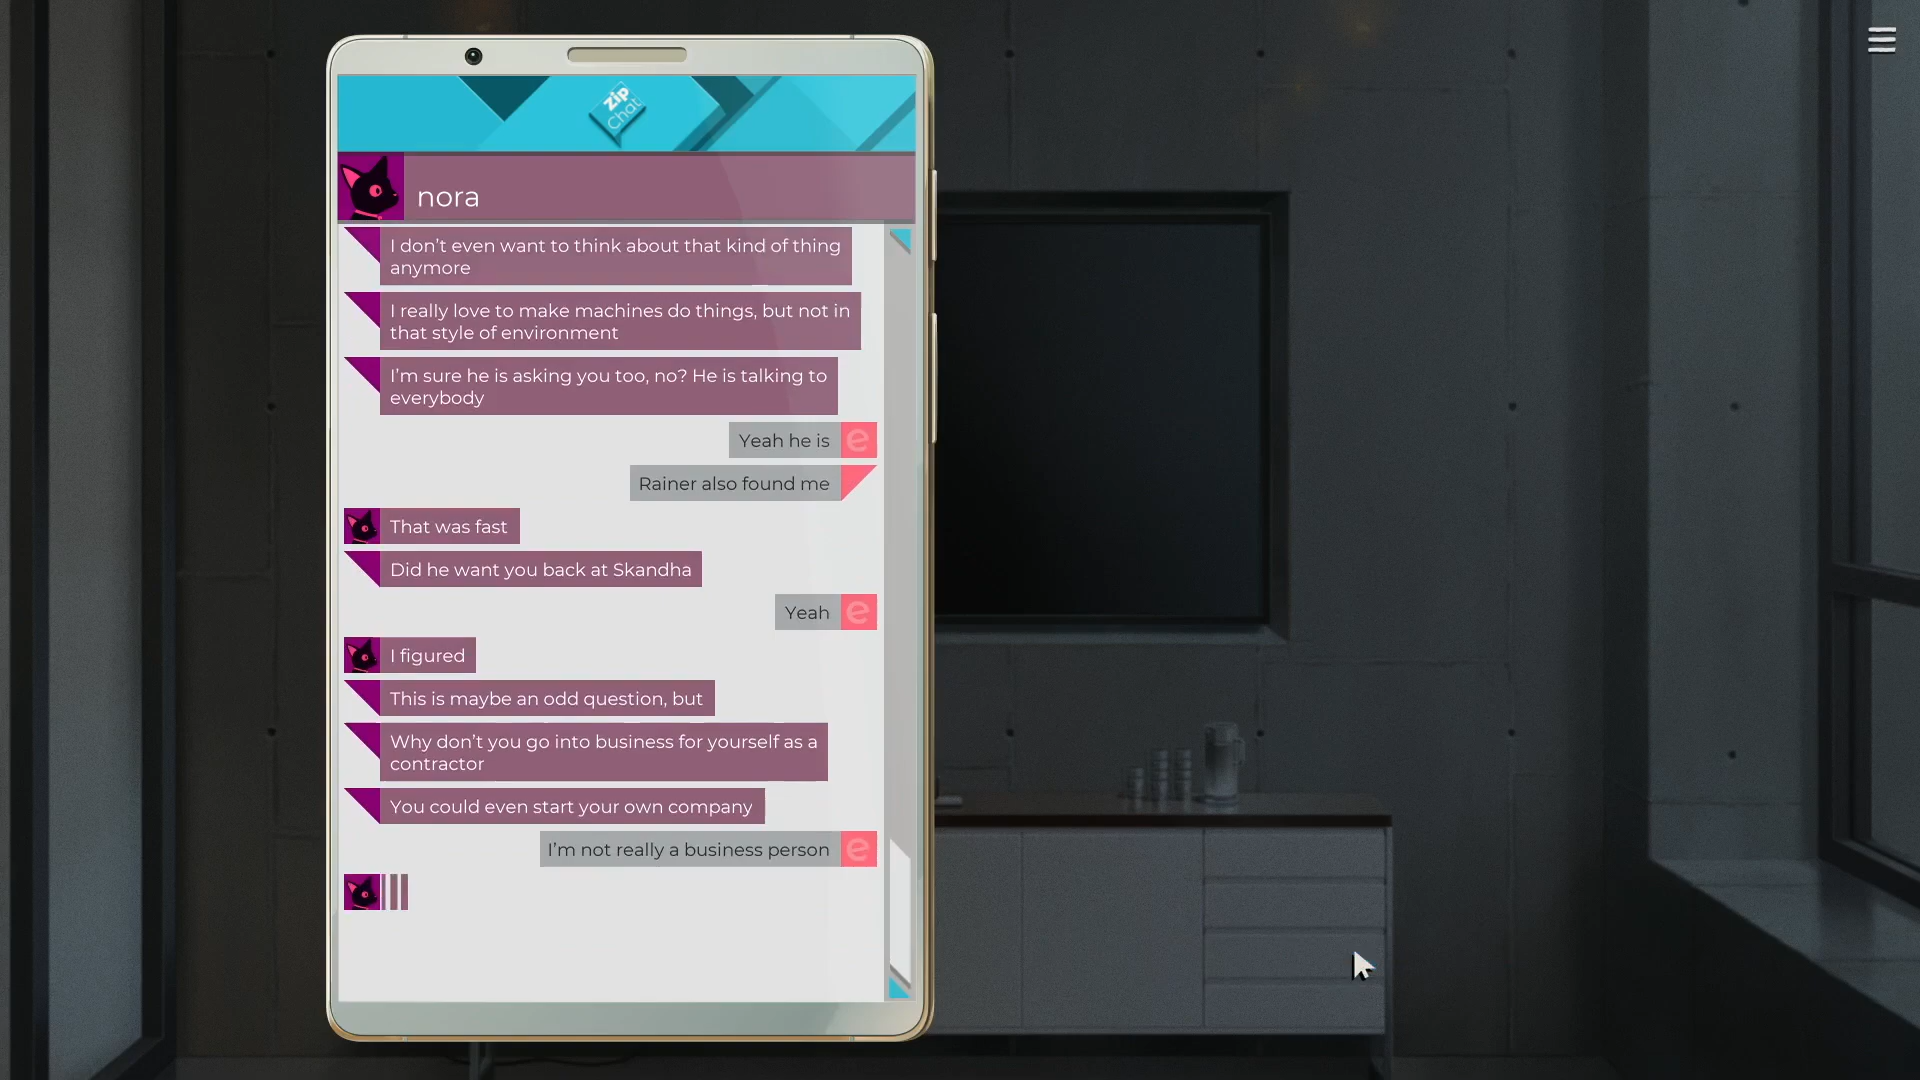 zip
Chat
nora
I don't even want to think about that kind of thing
anymore
I really love to make machines do things, but not in
that style of environment
I'm sure he is asking you too, no? He is talking to
everybody
Yeah he is
e
Rainer also found me
That was fast
Did he want you back at Skandha
Yeah
e
I figured
This is maybe an odd question, but
Why don't you go into business for yourself as a
contractor
You could even start your own company
I'm not really a business person
e